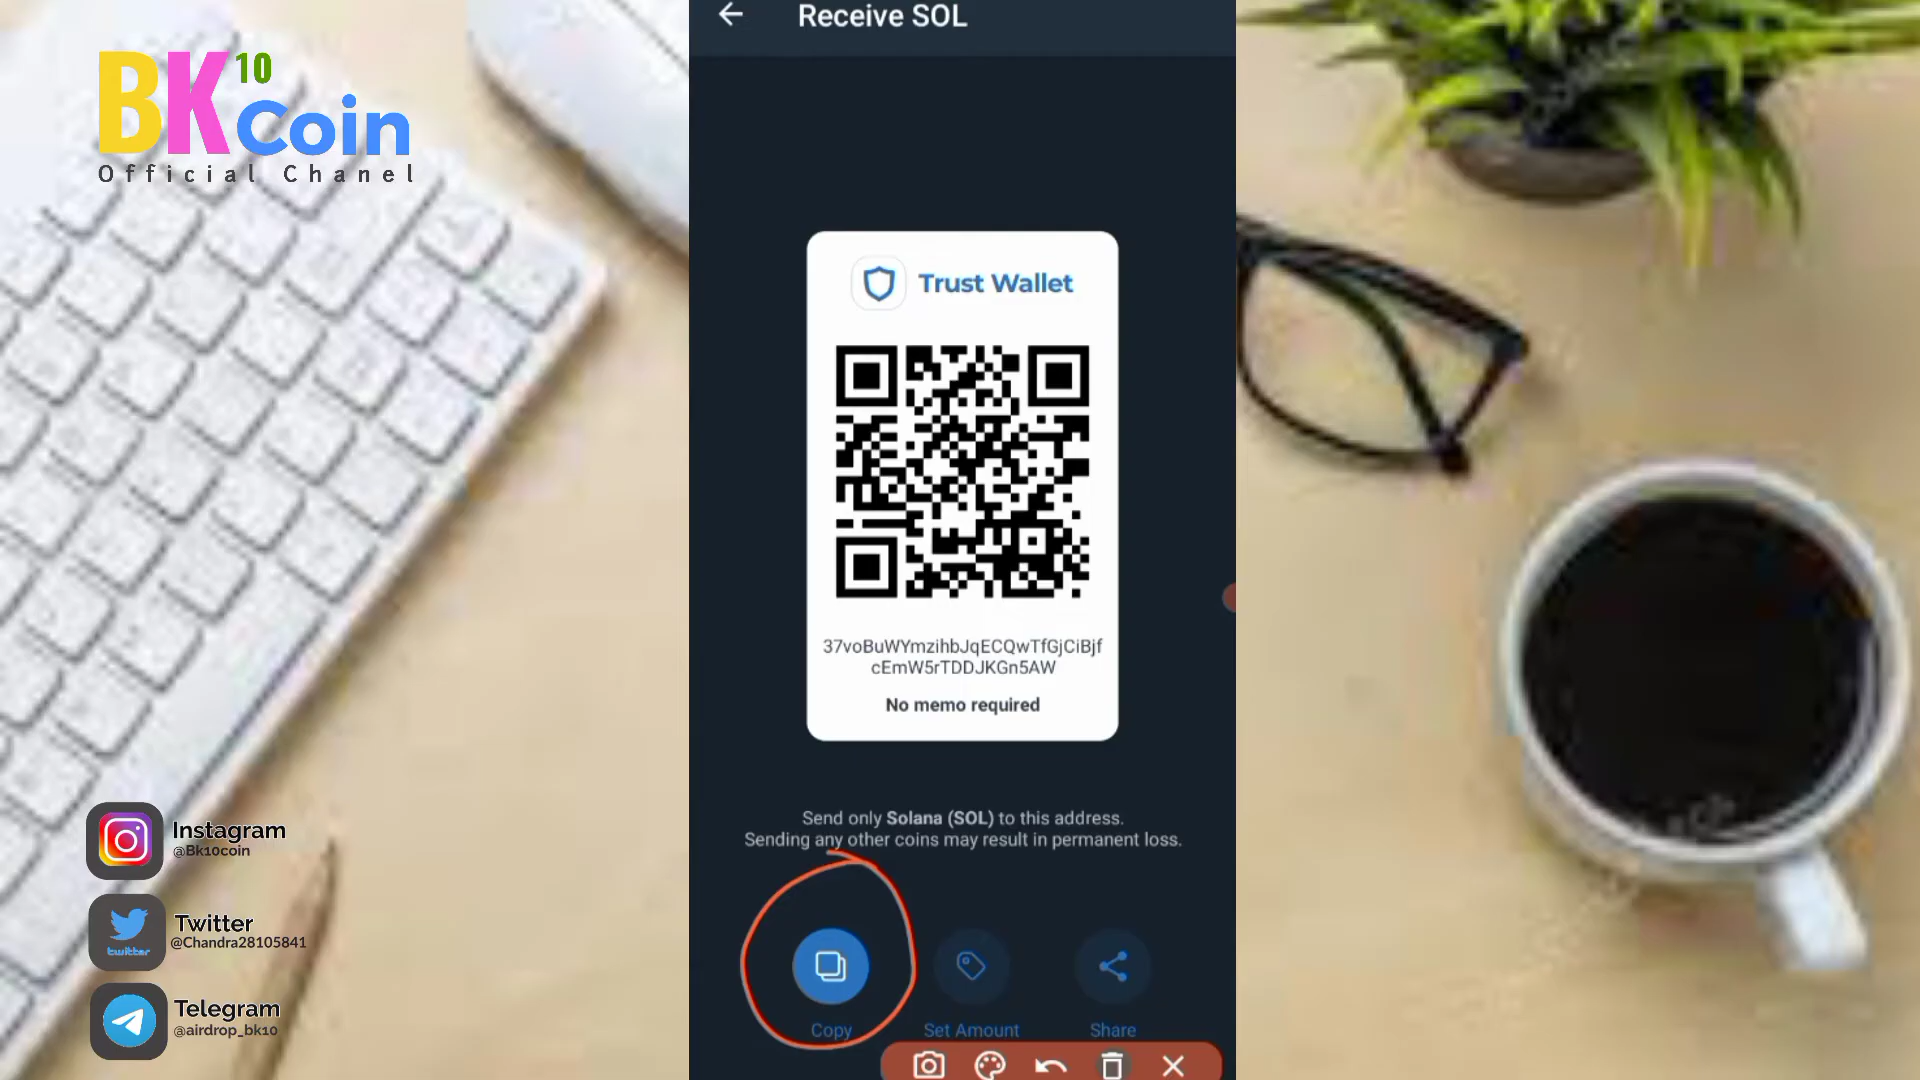 BK10
Coin
Official Chanel
Receive SOL
Trust Wallet
37voBuWYmzihbJqECQwTfGjCiBjf
cEmW5rTDDJKGn5AW
No memo required
Send only Solana (SOL) to this address.
Sending any other coins may result in permanent loss.
Copy
Set Amount
Share
Instagram
@Bk10coin
twitter
Twitter
@Chandra28105841
Telegram
@airdrop_bk10